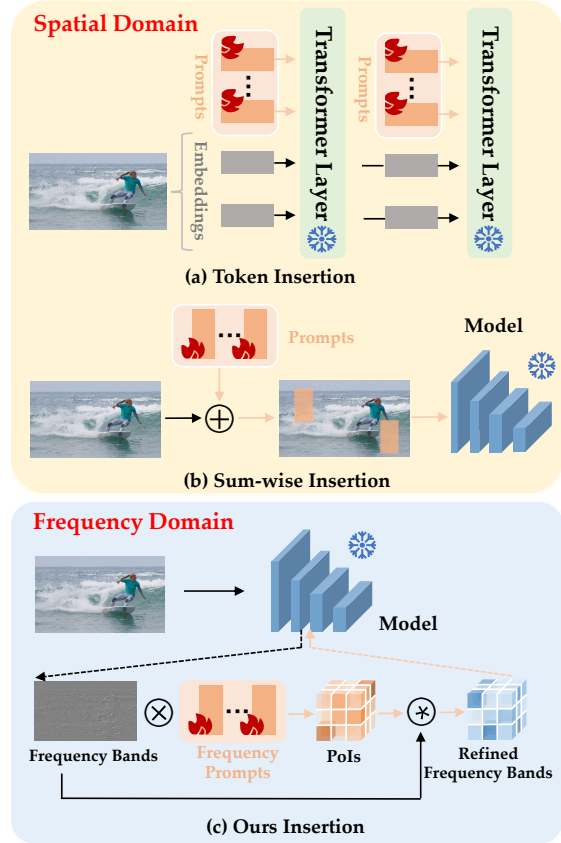 Spatial Domain
Prompts
Transformer Layer
Prompts
Transformer Layer
Embeddings
(a) Token Insertion
Prompts
Model
(b) Sum-wise Insertion
Frequency Domain
Model
Frequency Bands
Frequency
Prompts
PoIs
Refined
Frequency Bands
(c) Ours Insertion